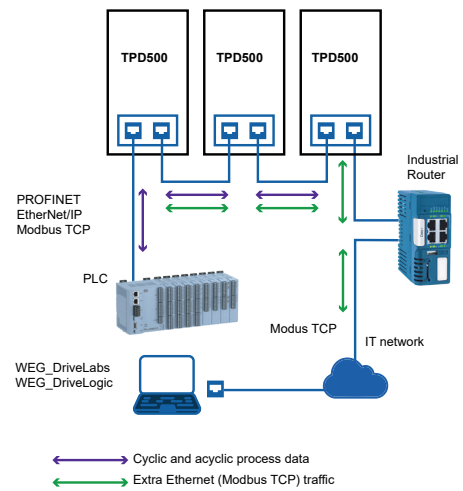 TPD500
TPD500
TPD500
Industrial
Router
PROFINET
EtherNet/IP
Modbus TCP
PLC
Modus TCP
IT network
WEG_DriveLabs
WEG_DriveLogic
Cyclic and acyclic process data
Extra Ethernet (Modbus TCP) traffic